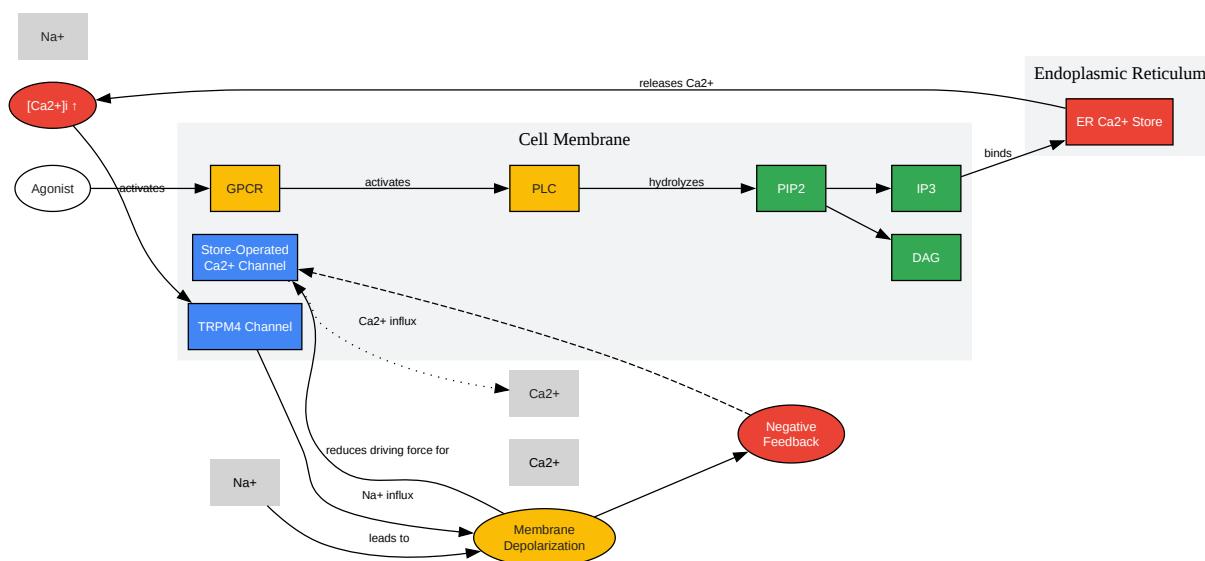 Na+
releases Ca2+
Endoplasmic Reticulum
[Ca2+]i ↑
ER Ca2+ Store
Cell Membrane
binds
Agonist
activates
GPCR
activates
PLC
hydrolyzes
PIP2
IP3
Store-Operated
Ca2+ Channel
DAG
TRPM4 Channel
Ca2+ influx
Ca2+
Negative
Feedback
reduces driving force for
Ca2+
Na+
Na+ influx
leads to
Membrane
Depolarization